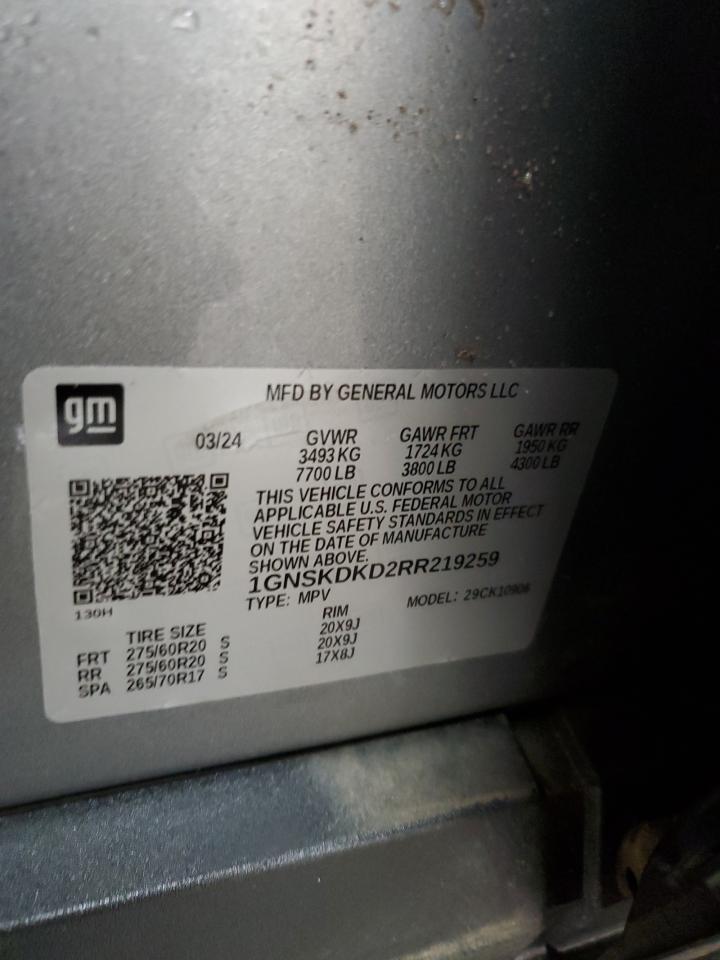 gm
MFD BY GENERAL MOTORS LLC
03/24 GVWR GAWR FRT GAWR RR
3493 KG 1724 KG 1950 KG
7700 LB 3800 LB 4300 LB
THIS VEHICLE CONFORMS TO ALL
APPLICABLE U.S. FEDERAL MOTOR
VEHICLE SAFETY STANDARDS IN EFFECT
ON THE DATE OF MANUFACTURE
SHOWN ABOVE.
1GNSKDKD2RR219259
TYPE: MPV MODEL: 29CK10906
130H
TIRE SIZE RIM
FRT 275/60R20 S 20X9J
RR 275/60R20 S 20X9J
SPA 265/70R17 S 17X8J